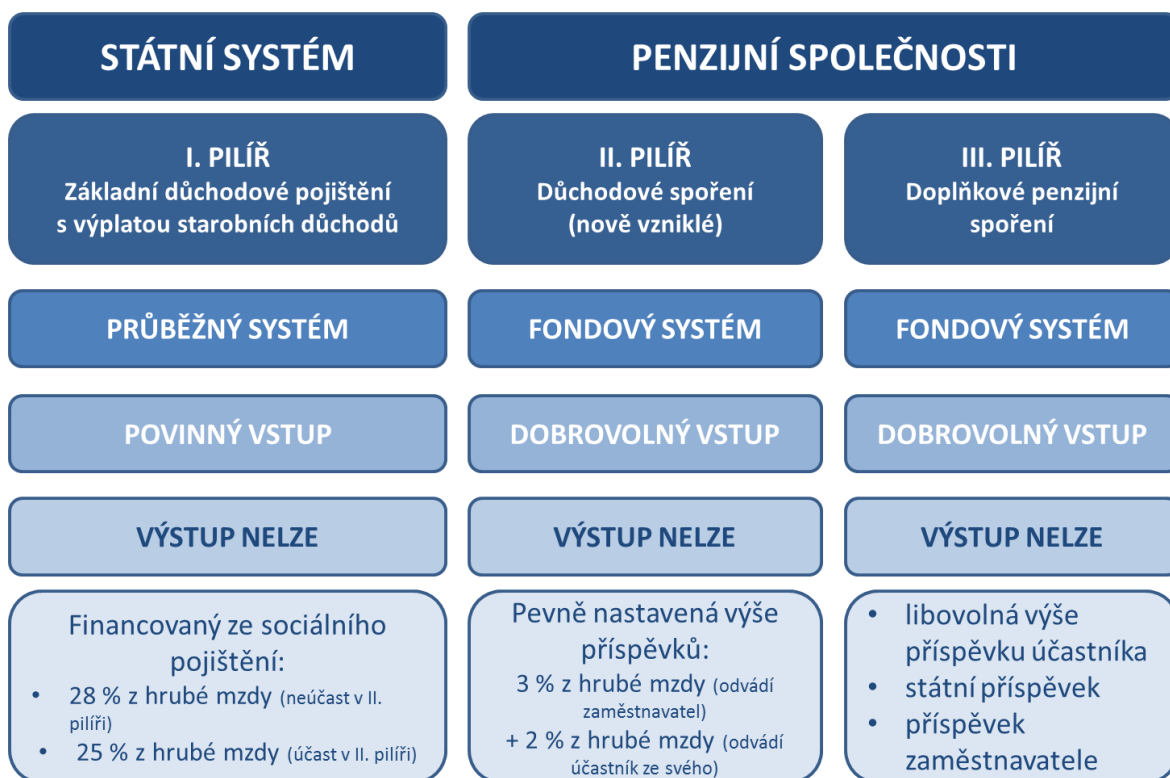 STÁTNÍ SYSTÉM
PENZIJNÍ SPOLEČNOSTI
I. PILÍŘ
Základní důchodové pojištění
s výplatou starobních důchodů
II. PILÍŘ
Důchodové spoření
(nově vzniklé)
III. PILÍŘ
Doplňkové penzijní
spoření
PRŮBĚŽNÝ SYSTÉM
FONDOVÝ SYSTÉM
FONDOVÝ SYSTÉM
POVINNÝ VSTUP
DOBROVOLNÝ VSTUP
DOBROVOLNÝ VSTUP
VÝSTUP NELZE
VÝSTUP NELZE
VÝSTUP NELZE
Financovaný ze sociálního
pojištění:
• 28 % z hrubé mzdy (neúčast v II.
pilíři)
• 25 % z hrubé mzdy (účast v II. pilíři)
Pevně nastavená výše
příspěvků:
3 % z hrubé mzdy (odvádí
zaměstnavatel)
+ 2 % z hrubé mzdy (odvádí
účastník ze svého)
• libovolná výše
příspěvku účastníka
• státní příspěvek
• příspěvek
zaměstnavatele